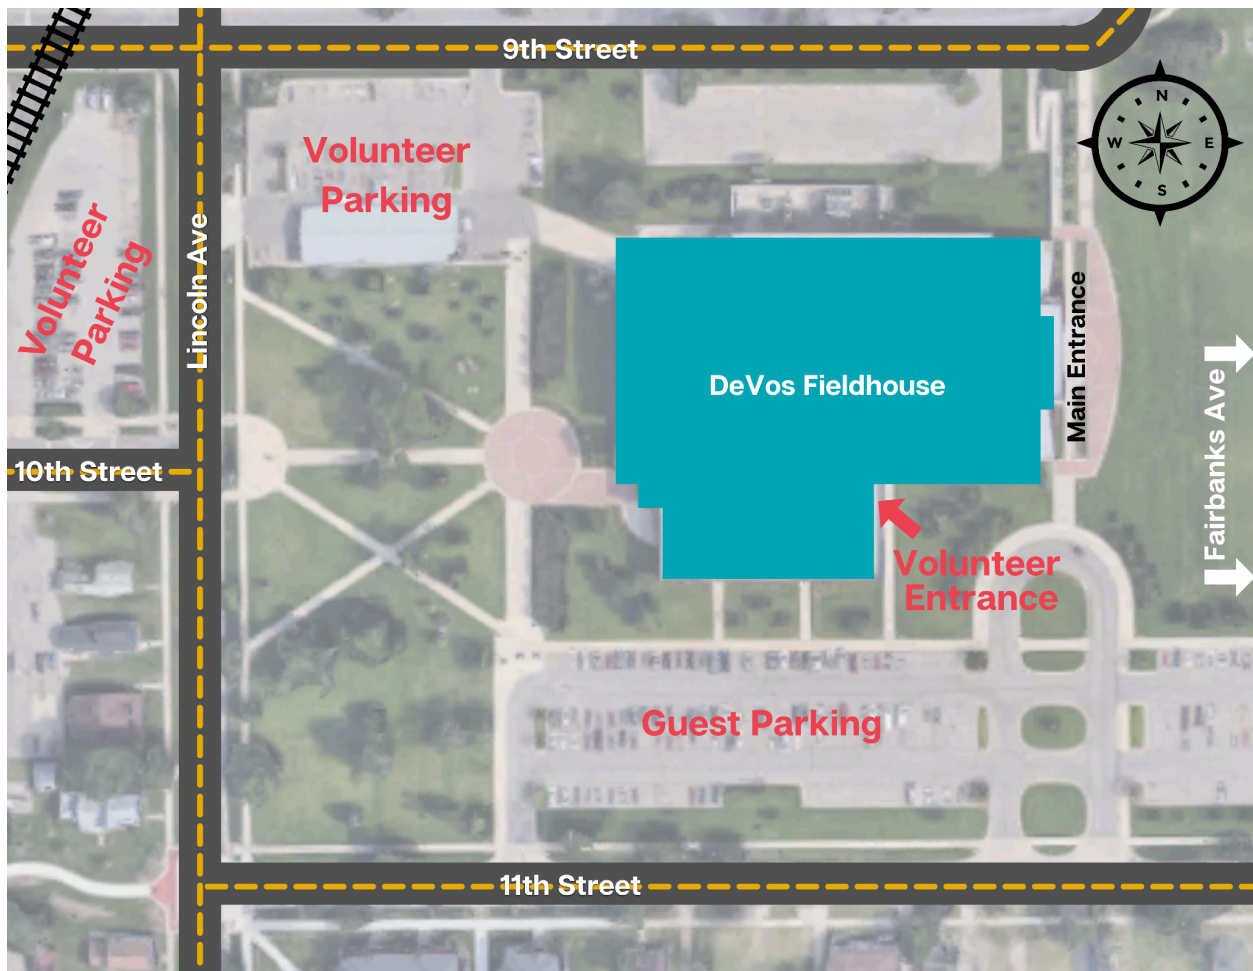 9th Street
N
W
E
S
Volunteer
Parking
Volunteer
Parking
Lincoln Ave
Main Entrance
DeVos Fieldhouse
Fairbanks Ave
10th Street
Volunteer
Entrance
Guest Parking
11th Street